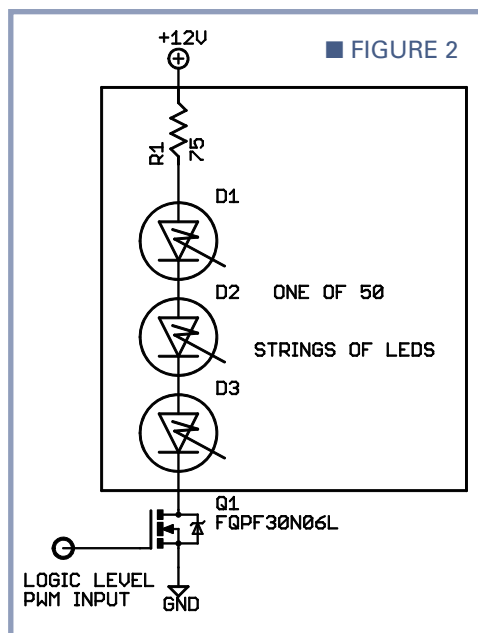 +12V
■ FIGURE 2
R1
75
D1
D2
ONE OF 50
STRINGS OF LEDS
D3
Q1
FQPF30N06L
LOGIC LEVEL
PWM INPUT
GND